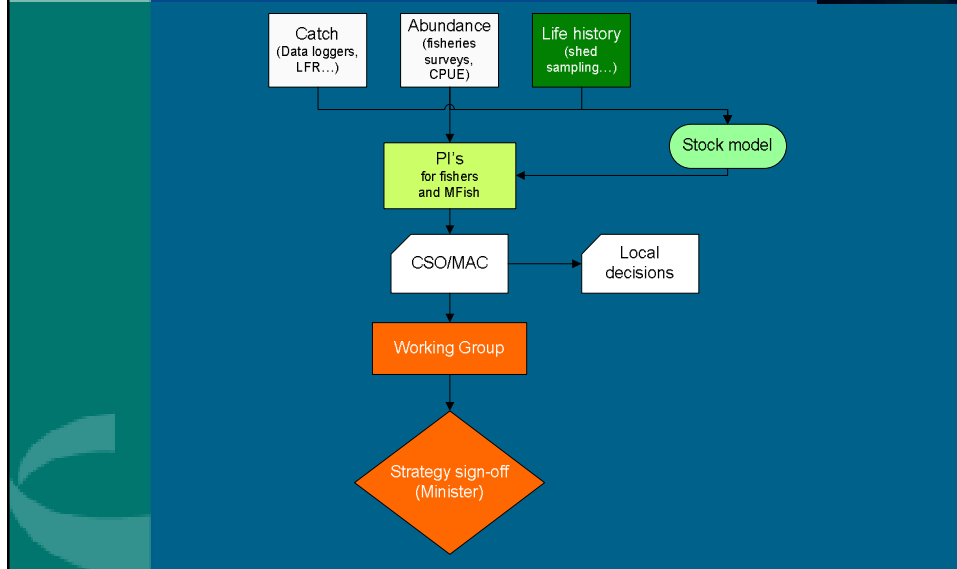 Catch
(Data loggers,
LFR…)
Abundance
(fisheries
surveys,
CPUE)
Life history
(shed
sampling…)
Stock model
PI's
for fishers
and MFish
CSO/MAC
Local
decisions
Working Group
Strategy sign-off
(Minister)